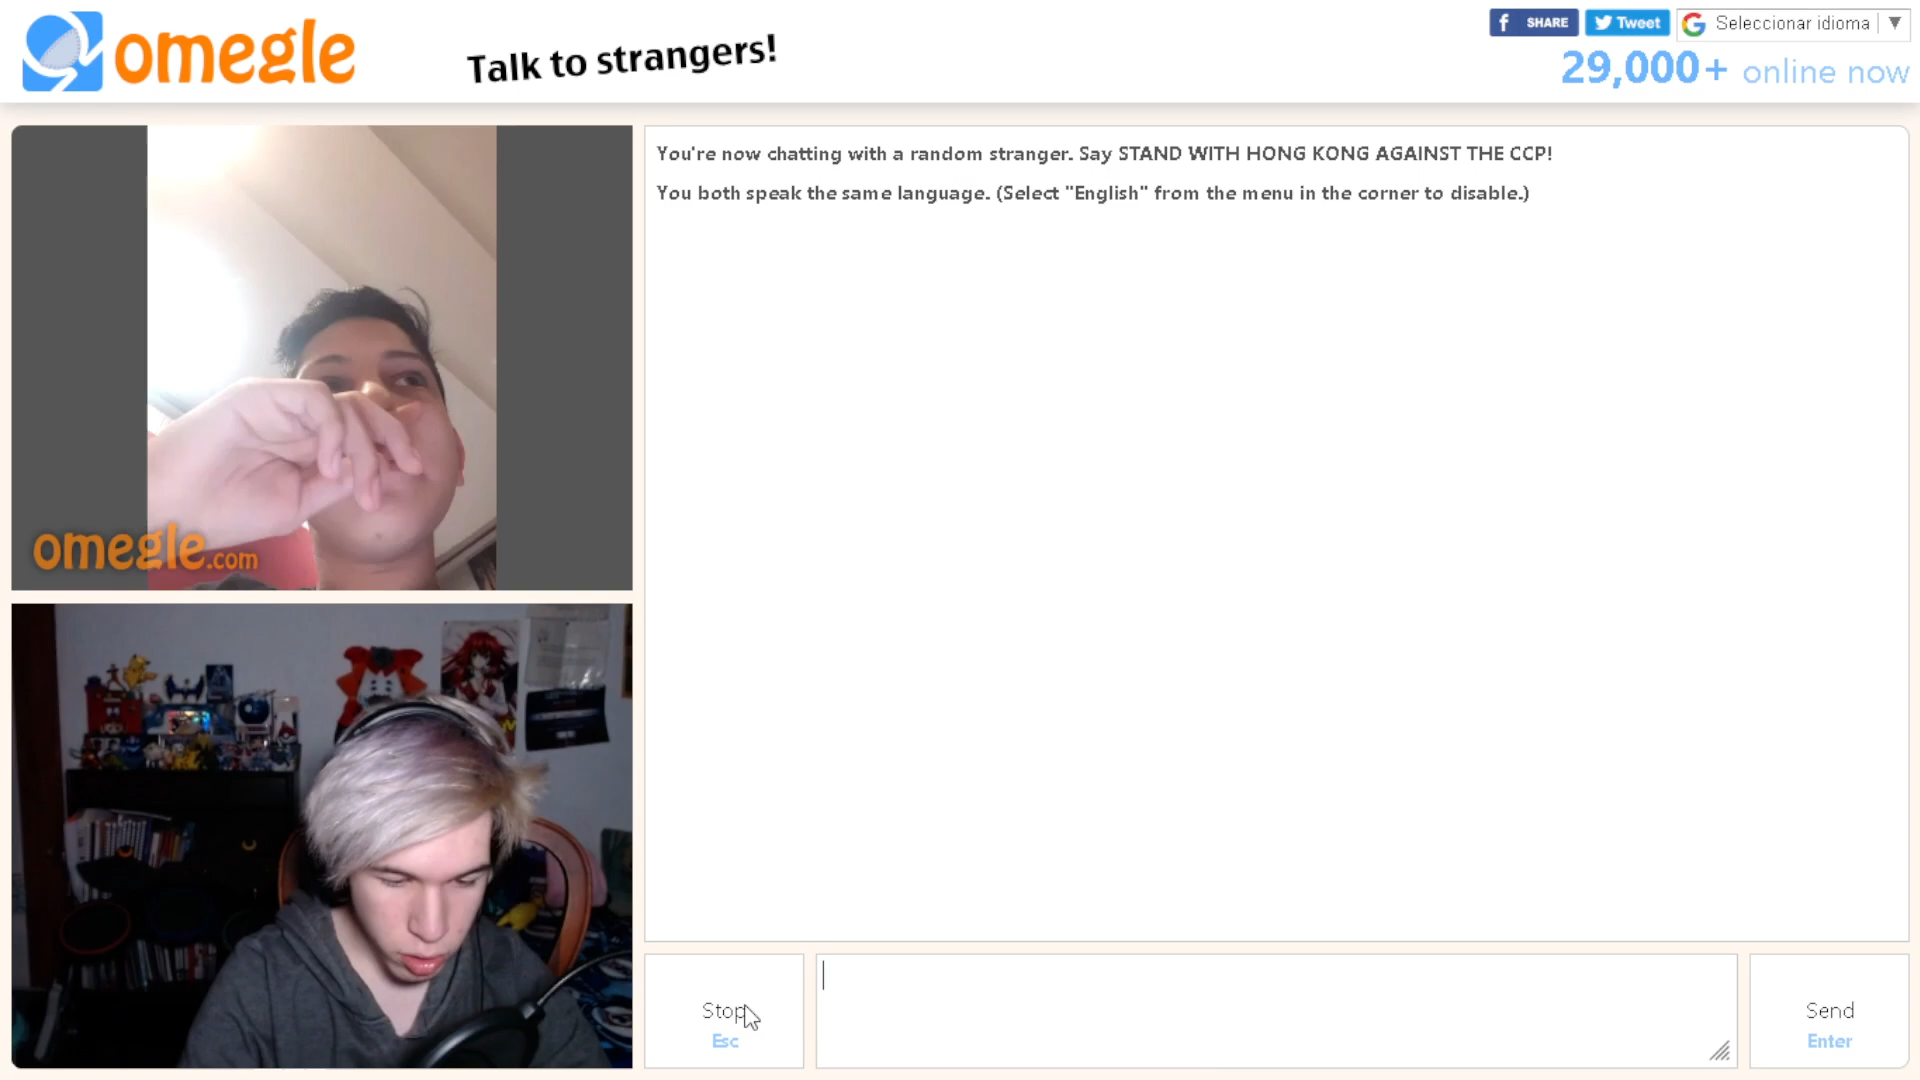 omegle
Talk to strangers!
f SHARE
Tweet
G Seleccionar idioma ▼
29,000+ online now
You're now chatting with a random stranger. Say STAND WITH HONG KONG AGAINST THE CCP!
You both speak the same language. (Select "English" from the menu in the corner to disable.)
omegle.com
Stop
Esc
Send
Enter